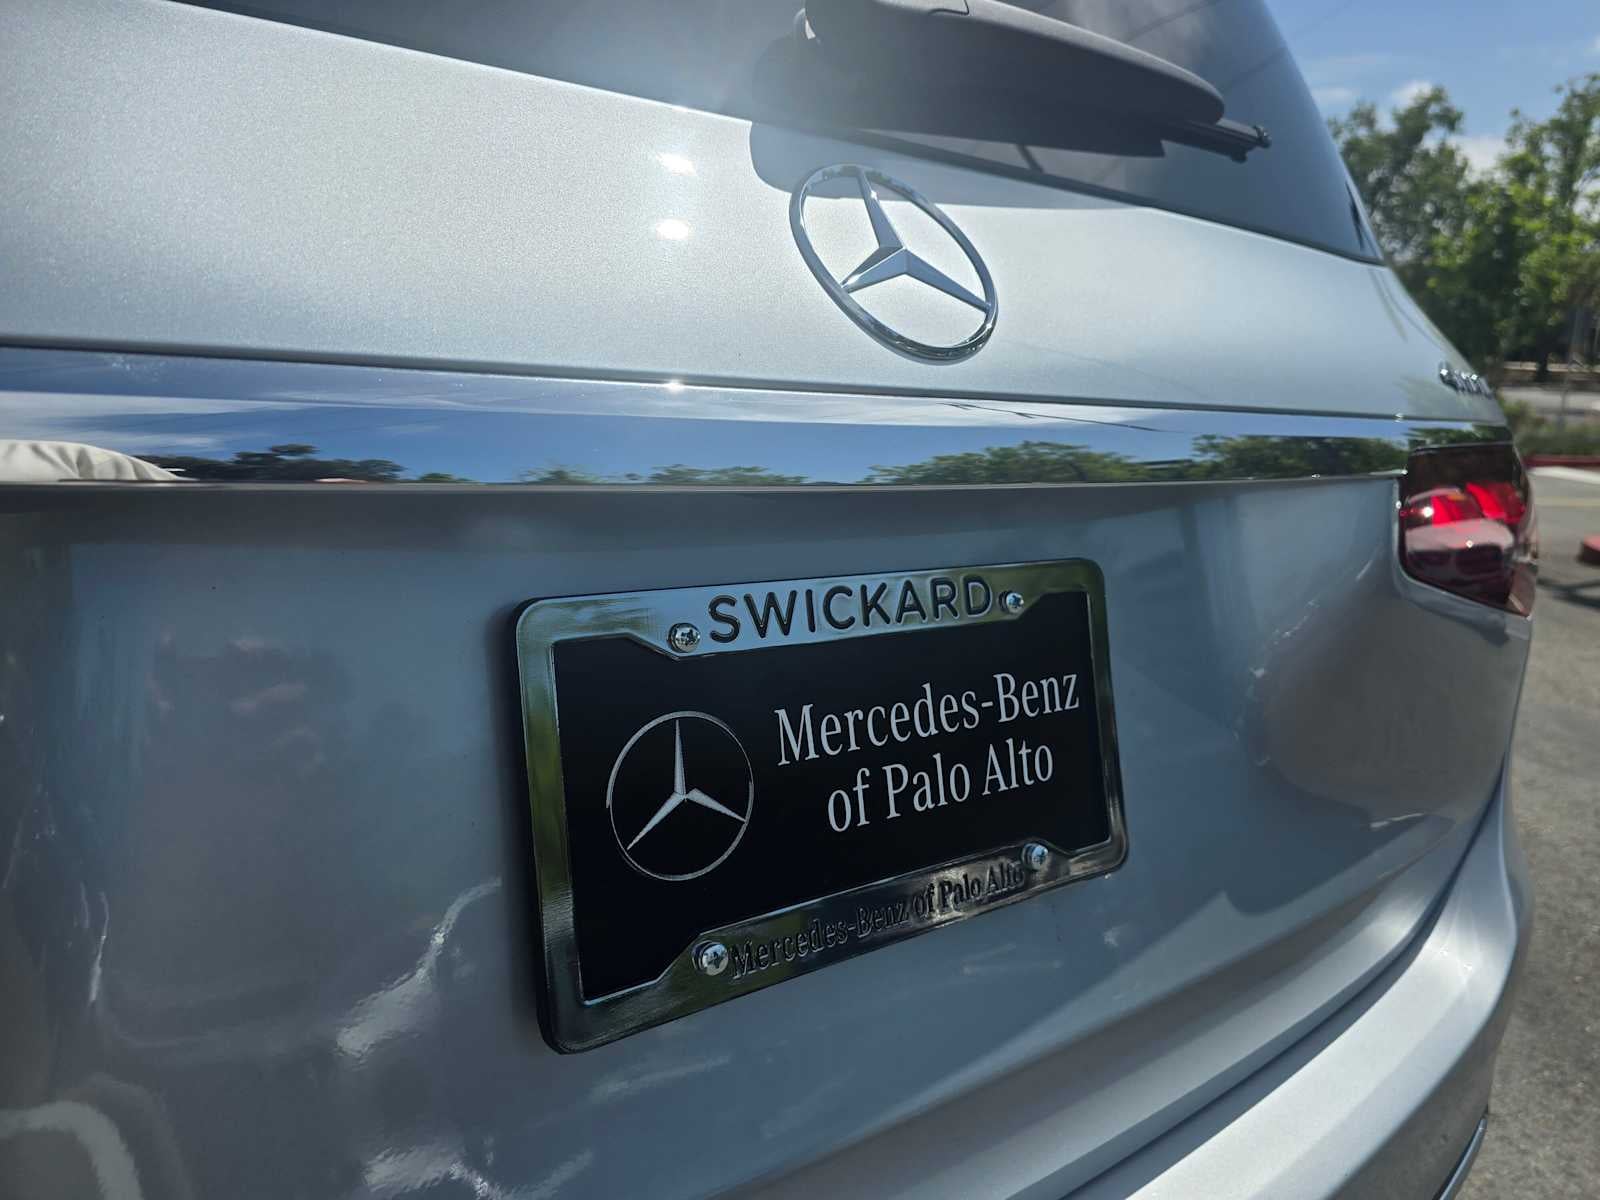 SWICKARD
Mercedes-Benz
of Palo Alto
Mercedes-Benz of Palo Alto